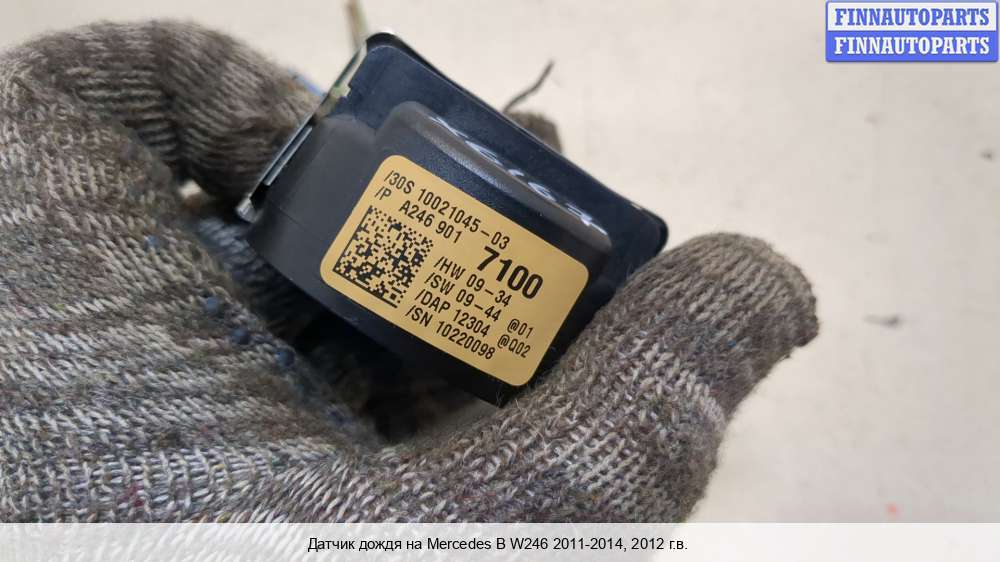 FINNAUTOPARTS
FINNAUTOPARTS
/30S 10021045-03
/P A246 901 7100
/HW 09-34
/SW 09-44 @01
/DAP 12304 @Q02
/SN 10220098
Датчик дождя на Mercedes B W246 2011-2014, 2012 г.в.